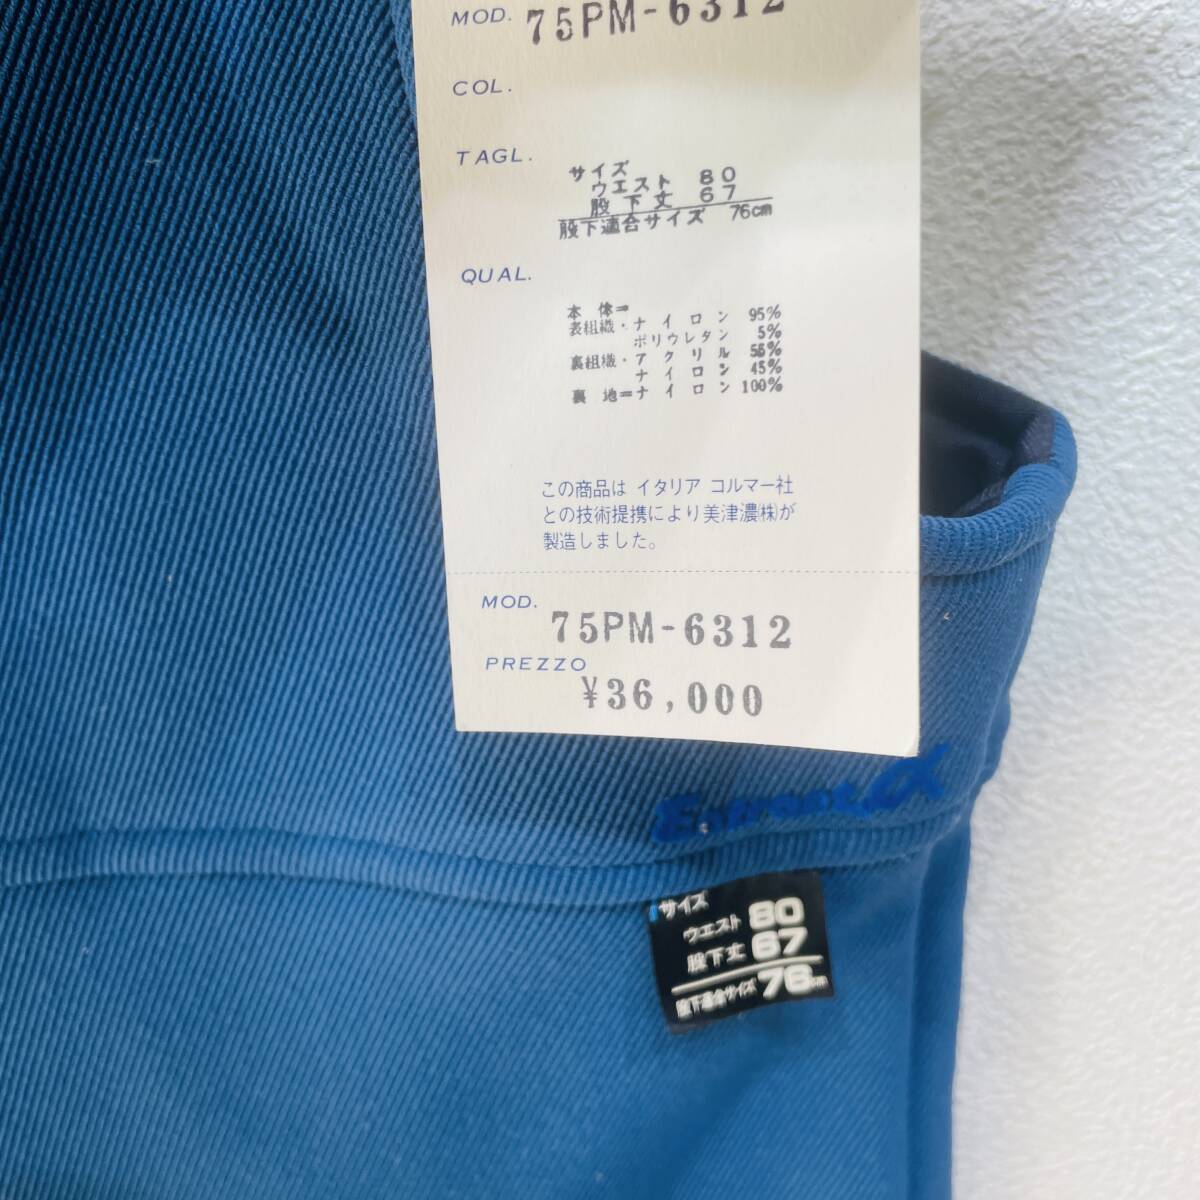 MOD. 75PM-6312
COL.
TAGL.
サイズ
ウエスト 80
股下丈 67
股下適合サイズ 76cm
QUAL.
本体=
表組織・ナイロン 95%
ポリウレタン 5%
裏組織・アクリル 55%
ナイロン 45%
裏地=ナイロン 100%
この商品は イタリア コルマー社
との技術提携により美津濃㈱が
製造しました。
MOD. 75PM-6312
PREZZO
¥36,000
Entrant α
サイズ
ウエスト 80
股下丈 67
股下適合サイズ 76cm